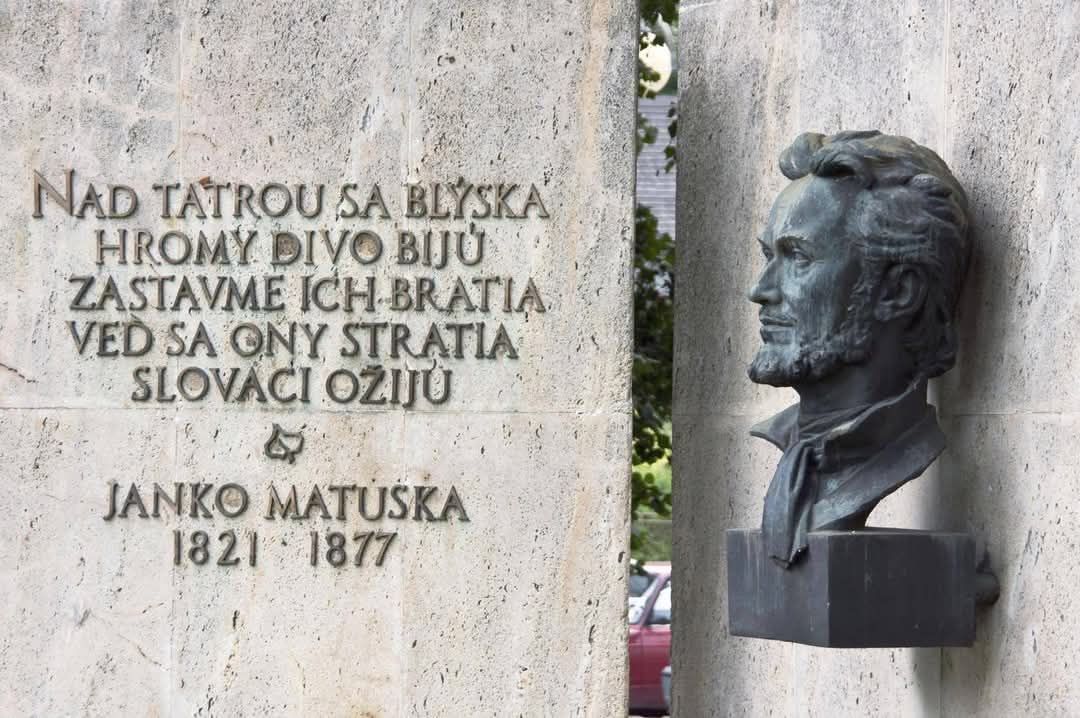 NAD TATROU SA BLÝSKA
HROMY DIVO BIJÚ
ZASTAVME ICH BRATIA
VEĎ SA ONY STRATIA
SLOVÁCI OŽIJÚ
JANKO MATUSKA
1821 · 1877